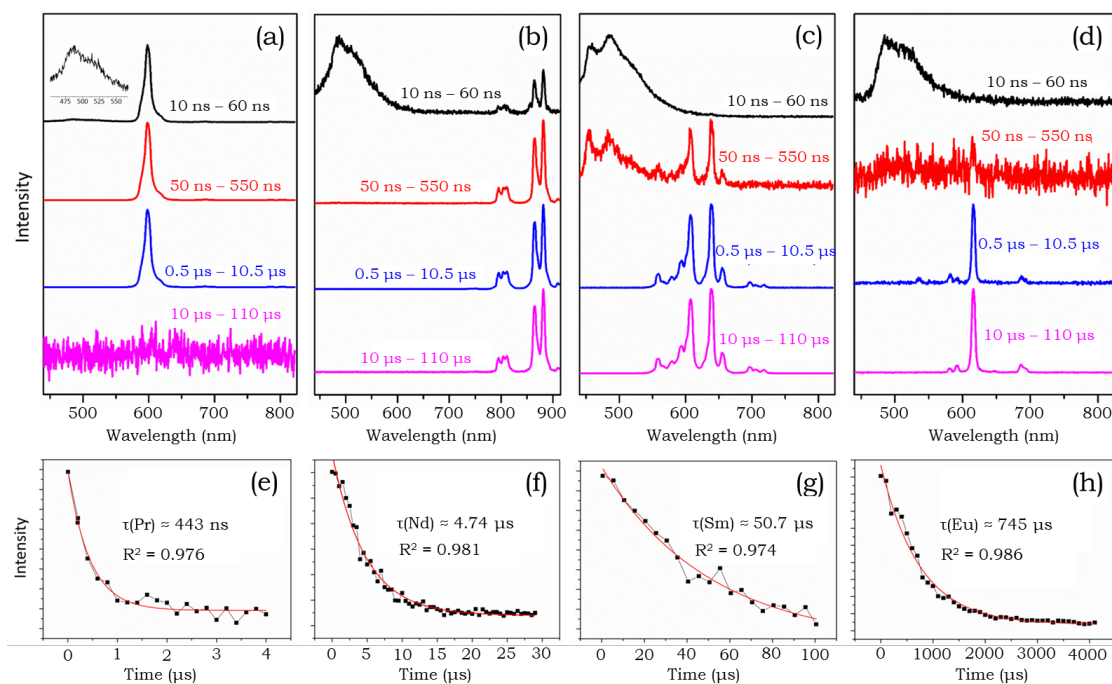 (a)
475 500 525 550
10 ns – 60 ns
50 ns – 550 ns
0.5 µs – 10.5 µs
10 µs – 110 µs
Intensity
500 600 700 800
Wavelength (nm)
(b)
10 ns – 60 ns
50 ns – 550 ns
0.5 µs – 10.5 µs
10 µs – 110 µs
500 600 700 800 900
Wavelength (nm)
(c)
10 ns – 60 ns
50 ns – 550 ns
0.5 µs – 10.5 µs
10 µs – 110 µs
500 600 700 800
Wavelength (nm)
(d)
10 ns – 60 ns
50 ns – 550 ns
0.5 µs – 10.5 µs
10 µs – 110 µs
500 600 700 800
Wavelength (nm)
(e)
τ(Pr) ≈ 443 ns
R² = 0.976
Intensity
0 1 2 3 4
Time (µs)
(f)
τ(Nd) ≈ 4.74 µs
R² = 0.981
0 5 10 15 20 25 30
Time (µs)
(g)
τ(Sm) ≈ 50.7 µs
R² = 0.974
0 20 40 60 80 100
Time (µs)
(h)
τ(Eu) ≈ 745 µs
R² = 0.986
0 1000 2000 3000 4000
Time (µs)